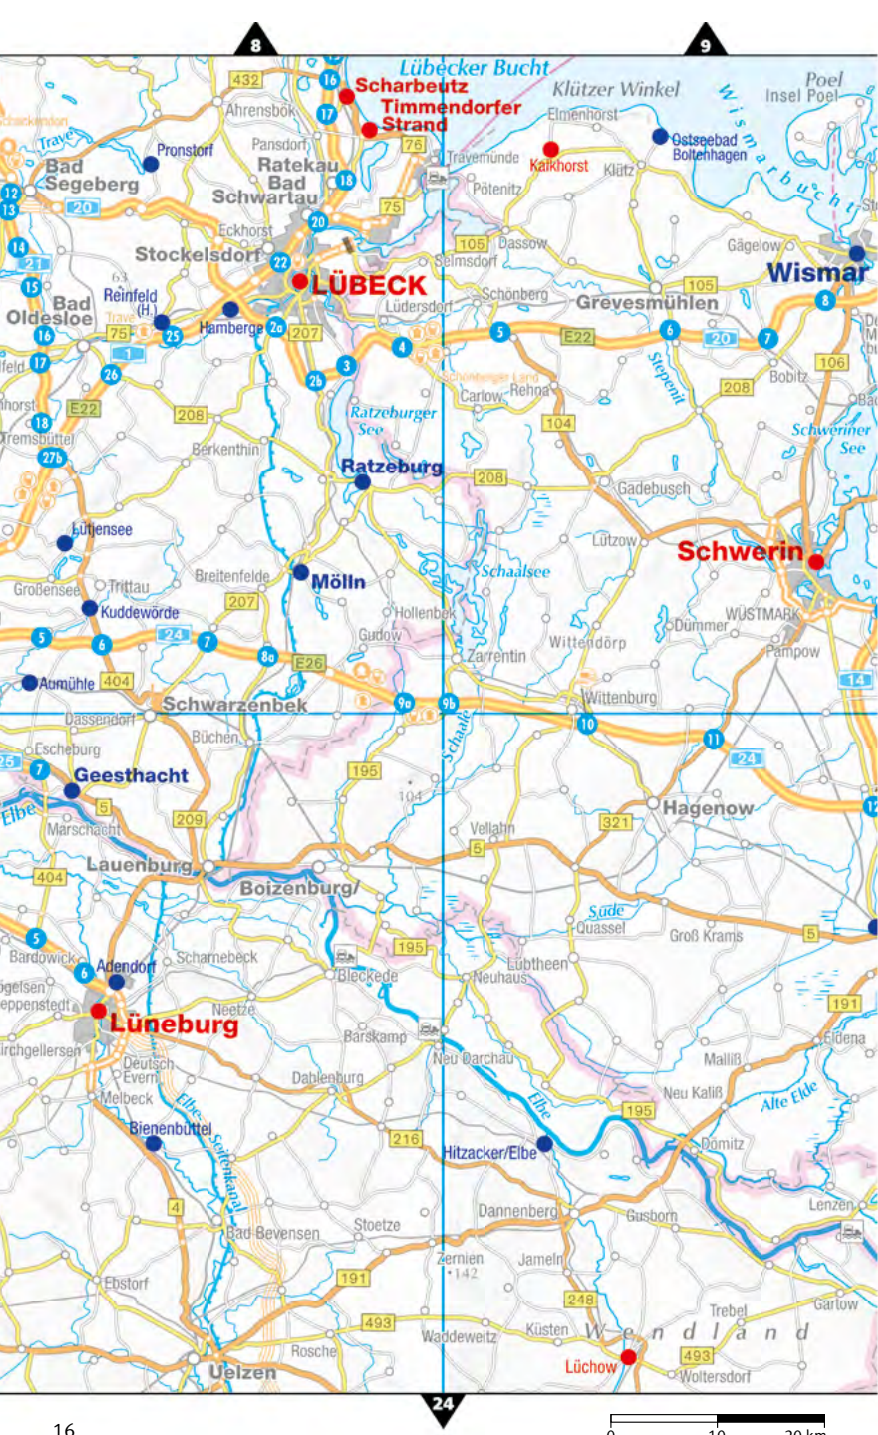 8
9
Lübecker Bucht
16
432
Scharbeutz
Klützer Winkel
Poel
Insel Poel
Ahrensbök
17
Timmendorfer
Strand
Elmenhorst
Wismarbucht
Trave
Pronstorf
Pansdorf
76
Ostseebad
Boltenhagen
Ratekau
Travemünde
Kalkhorst
Klütz
Bad
Segeberg
Bad
Schwartau
18
Pötenitz
12
13
20
75
20
Eckhorst
14
Stockelsdorf
105
Dassow
Gägelow
21
22
Selmsdorf
Wismar
15
63
LÜBECK
105
Reinfeld
(H.)
Schönberg
Grevesmühlen
8
Bad
Oldesloe
Trave
Lüdersdorf
16
75
25
Hamberge
2a
207
5
E22
6
20
7
1
4
17
26
2b
3
Schönberger Land
Stepenit
106
Bobitz
18
E22
208
Ratzeburger
See
Carlow
Rehna
208
Tremsbüttel
104
Schweriner
See
27b
Berkenthin
Ratzeburg
208
Gadebusch
Lütjensee
Lützow
Schwerin
Großensee
Trittau
Breitenfelde
Mölln
Schaalsee
Kuddewörde
207
Hollenbek
WÜSTMARK
Dümmer
5
6
24
7
Gudow
Wittendörp
8a
E26
Zarrentin
Pampow
Aumühle
404
14
Schwarzenbek
9a
9b
Wittenburg
Dassendorf
10
Büchen
Schaale
11
Escheburg
25
7
Geesthacht
195
24
104
Elbe
5
Hagenow
12
Marschacht
209
321
Vellahn
5
Lauenburg
404
Boizenburg/
Sude
5
Quassel
Groß Krams
5
195
Bardowick
6
Adendorf
Scharnebeck
Bleckede
Lübtheen
Neuhaus
191
Neetze
Lüneburg
Barskamp
Eldena
Neu Darchau
Malliß
Deutsch
Evern
Dahlenburg
Neu Kaliß
Melbeck
Elbe-Seitenkanal
Elbe
195
Alte Elde
Bienenbüttel
216
Hitzacker/Elbe
Dömitz
4
Dannenberg
Gusborn
Lenzen
Bad Bevensen
Stoetze
Zernien
142
Jameln
Ebstorf
191
248
Trebel
Gartow
493
Waddeweitz
Küsten
Wendland
Rosche
Lüchow
493
Woltersdorf
Uelzen
24
16
0
10
20 km